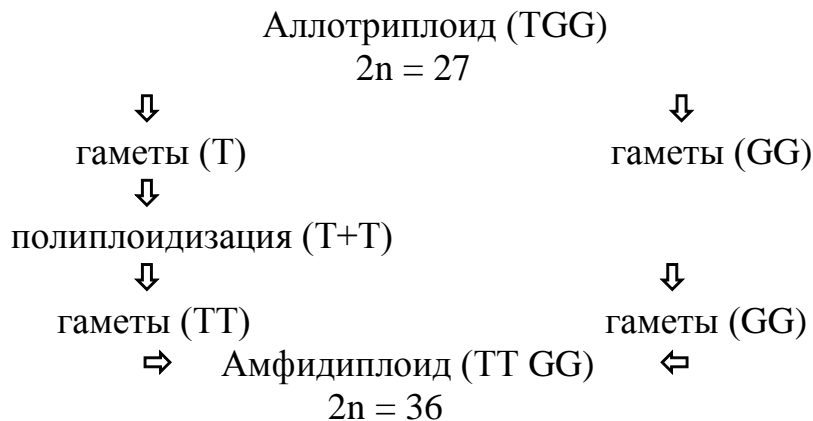 Аллотриплоид (TGG)
2n = 27
⇩ ⇩
гаметы (T) гаметы (GG)
⇩
полиплоидизация (T+T)
⇩ ⇩
гаметы (TT) гаметы (GG)
⇨ Амфидиплоид (TT GG) ⇦
2n = 36